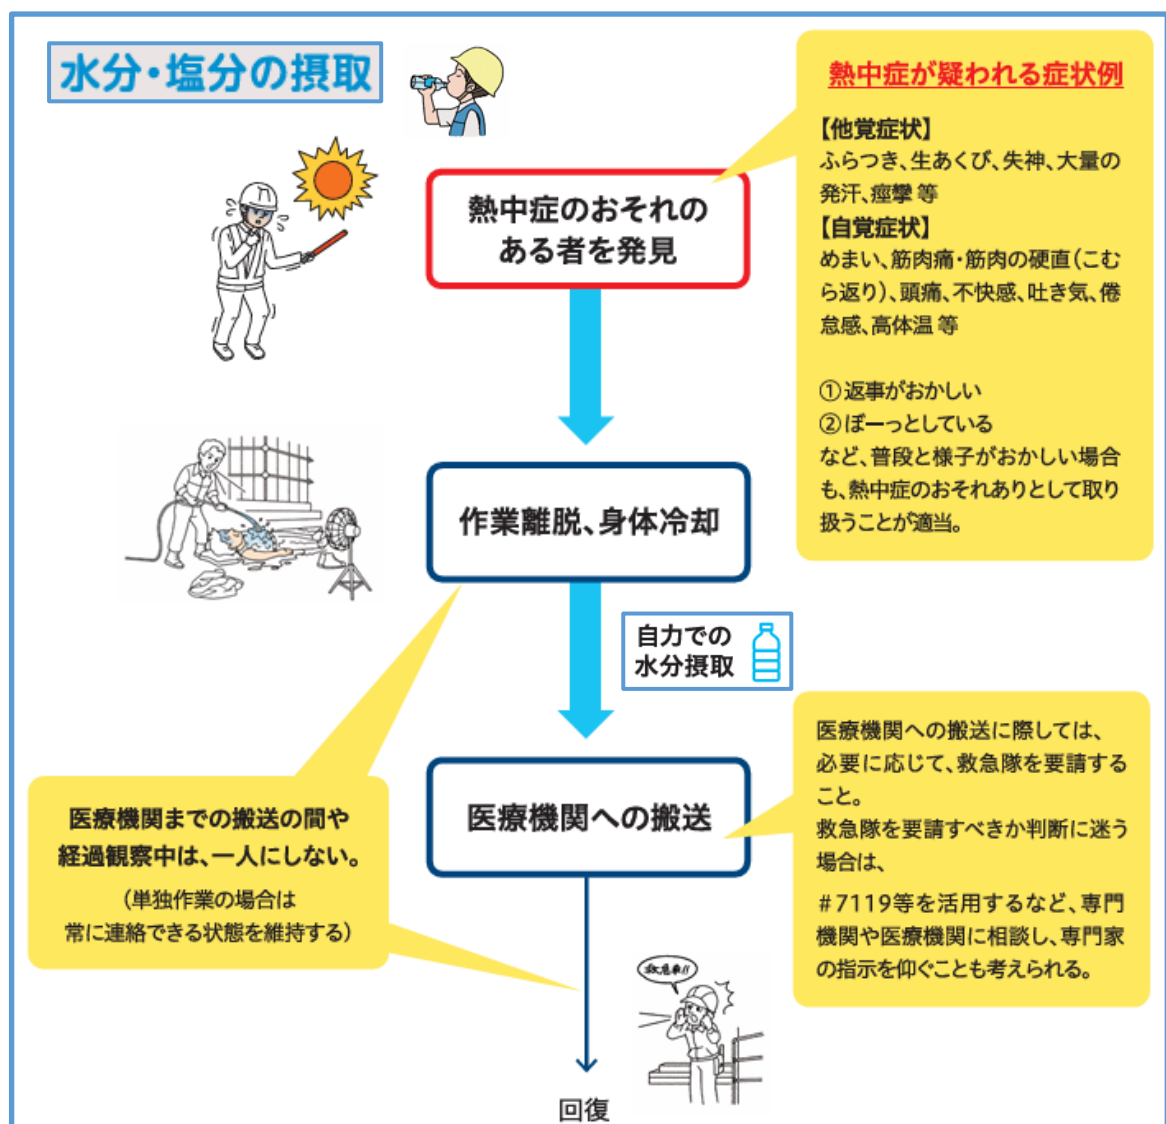 水分・塩分の摂取
熱中症のおそれの
ある者を発見
熱中症が疑われる症状例
【他覚症状】
ふらつき、生あくび、失神、大量の
発汗、痙攣 等
【自覚症状】
めまい、筋肉痛・筋肉の硬直(こむ
ら返り)、頭痛、不快感、吐き気、倦
怠感、高体温 等
①返事がおかしい
②ぼーっとしている
など、普段と様子がおかしい場合
も、熱中症のおそれありとして取り
扱うことが適当。
作業離脱、身体冷却
自力での
水分摂取
医療機関への搬送
医療機関への搬送に際しては、
必要に応じて、救急隊を要請する
こと。
救急隊を要請すべきか判断に迷う
場合は、
#7119等を活用するなど、専門
機関や医療機関に相談し、専門家
の指示を仰ぐことも考えられる。
医療機関までの搬送の間や
経過観察中は、一人にしない。
(単独作業の場合は
常に連絡できる状態を維持する)
救急車!!
回復